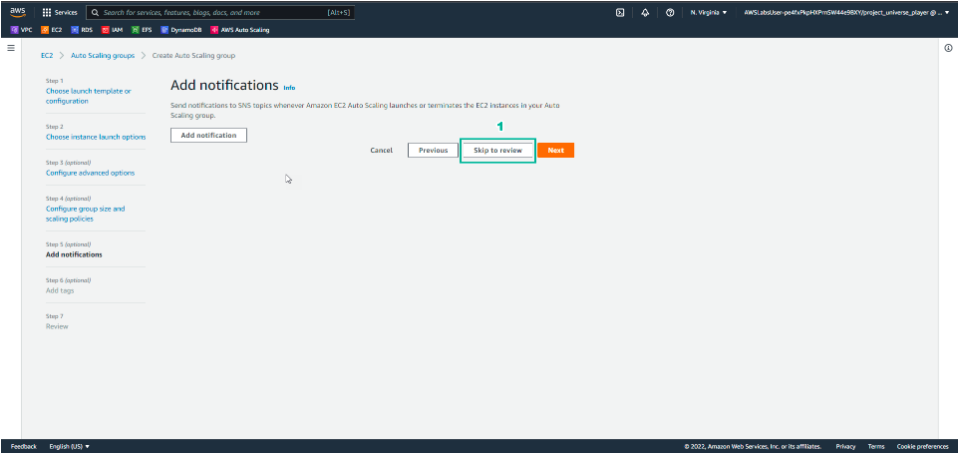 aws
Services
Search for services, features, blogs, docs, and more
[Alt+S]
N. Virginia
VPC
EC2
RDS
IAM
EFS
DynamoDB
AWS Auto Scaling
EC2 > Auto Scaling groups > Create Auto Scaling group
Step 1
Choose launch template or
configuration
Step 2
Choose instance launch options
Step 3 (optional)
Configure advanced options
Step 4 (optional)
Configure group size and
scaling policies
Step 5 (optional)
Add notifications
Step 6 (optional)
Add tags
Step 7
Review
Add notifications Info
Send notifications to SNS topics whenever Amazon EC2 Auto Scaling launches or terminates the EC2 instances in your Auto
Scaling group.
Add notification
1
Cancel
Previous
Skip to review
Next
Feedback
English (US)
© 2022, Amazon Web Services, Inc. or its affiliates.
Privacy
Terms
Cookie preferences